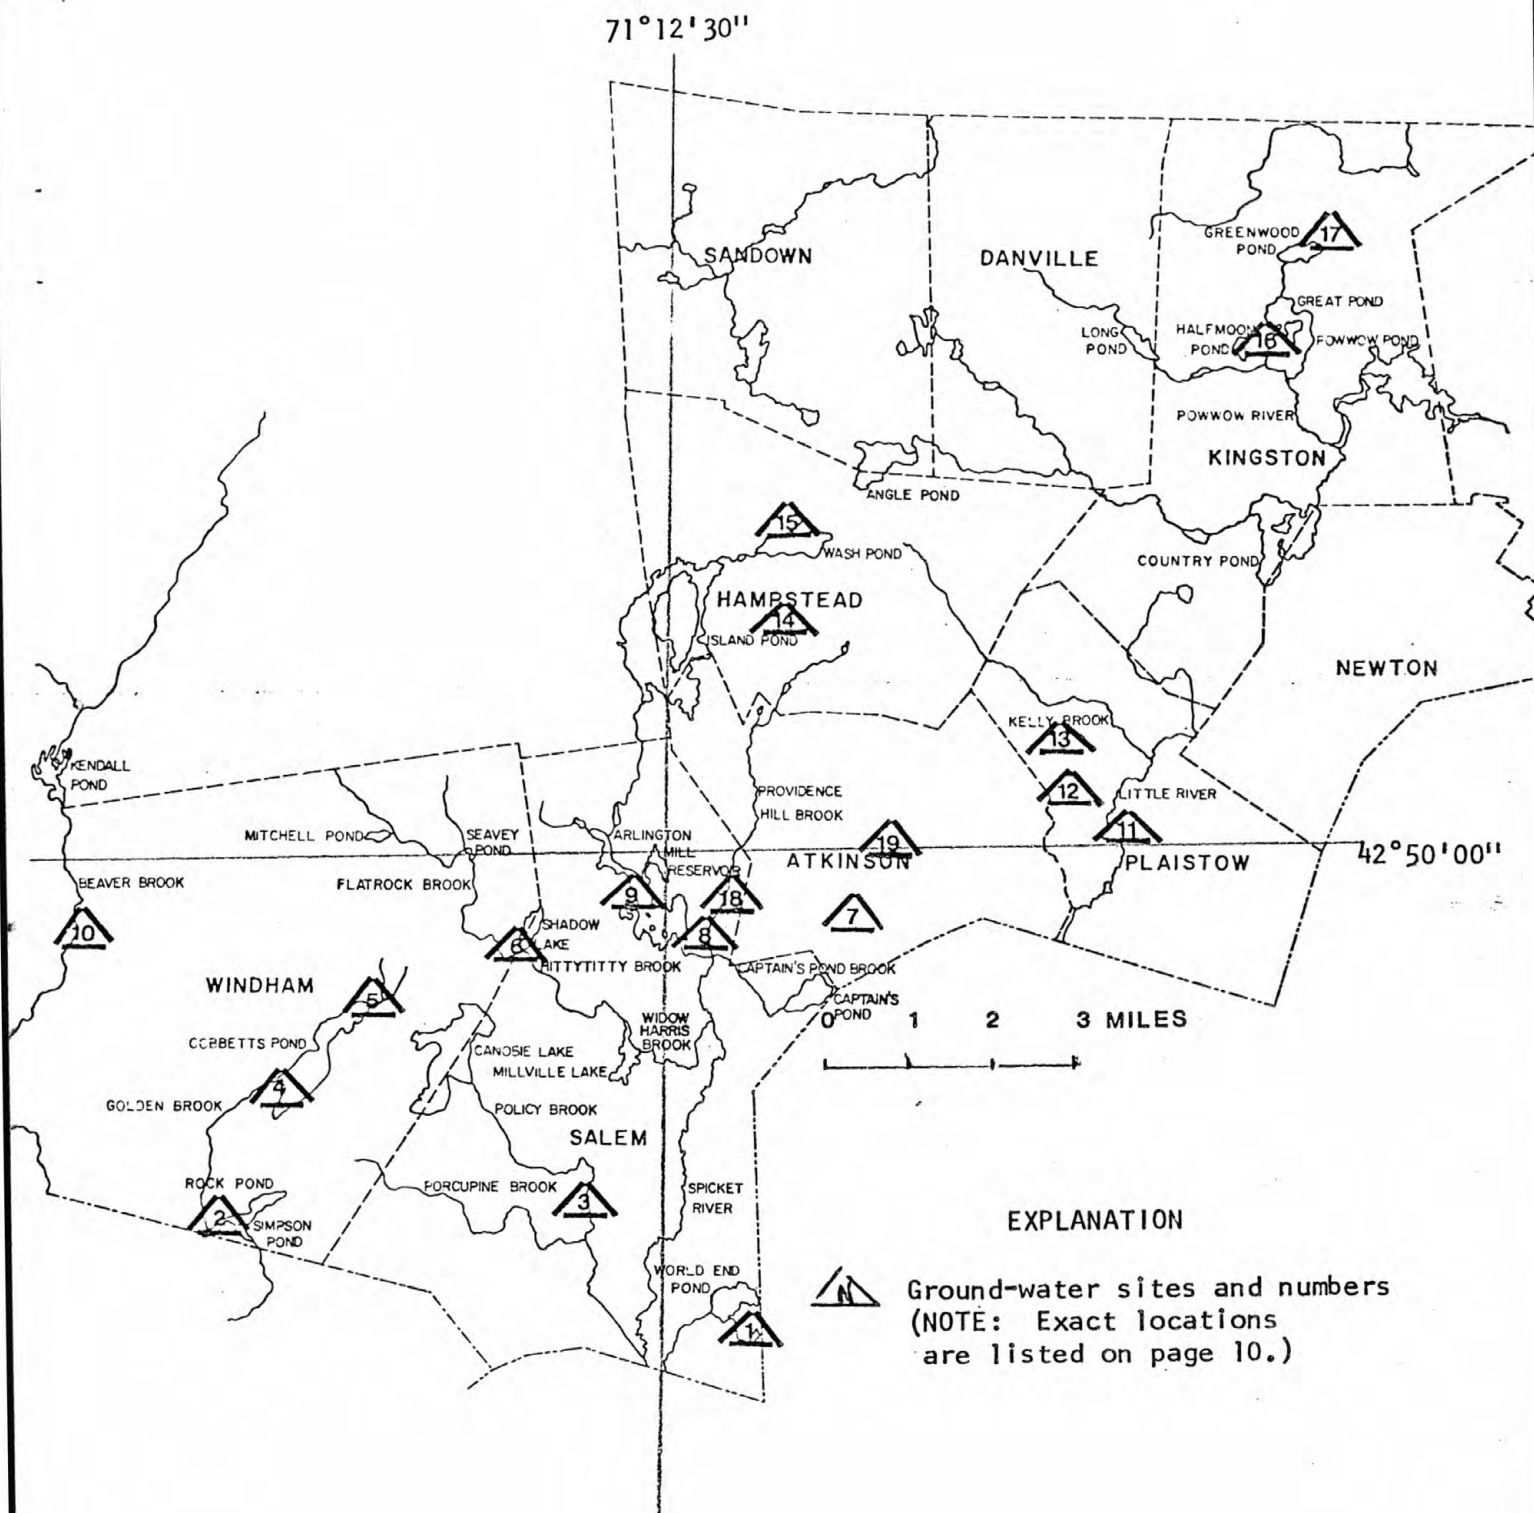 71°12'30"
SANDOWN
DANVILLE
GREENWOOD
POND
17
GREAT POND
LONG
POND
HALFMOON
POND
16
POWWOW POND
POWWOW RIVER
KINGSTON
ANGLE POND
15
WASH POND
COUNTRY POND
HAMPSTEAD
14
ISLAND POND
NEWTON
KELLY BROOK
13
KENDALL
POND
12
LITTLE RIVER
PROVIDENCE
HILL BROOK
MITCHELL POND
SEAVEY
POND
ARLINGTON
MILL
RESERVOR
19
11
ATKINSON
PLAISTOW
42°50'00"
BEAVER BROOK
FLATROCK BROOK
9
18
7
10
SHADOW
LAKE
6
8
HITTYTITTY BROOK
CAPTAIN'S POND BROOK
WINDHAM
5
CAPTAIN'S
POND
0 1 2 3 MILES
WIDOW
HARRIS
BROOK
COBBETTS POND
CANOBIE LAKE
MILLVILLE LAKE
4
GOLDEN BROOK
POLICY BROOK
SALEM
ROCK POND
PORCUPINE BROOK
3
SPICKET
RIVER
2
SIMPSON
POND
EXPLANATION
WORLD END
POND
1
N Ground-water sites and numbers
(NOTE: Exact locations
are listed on page 10.)